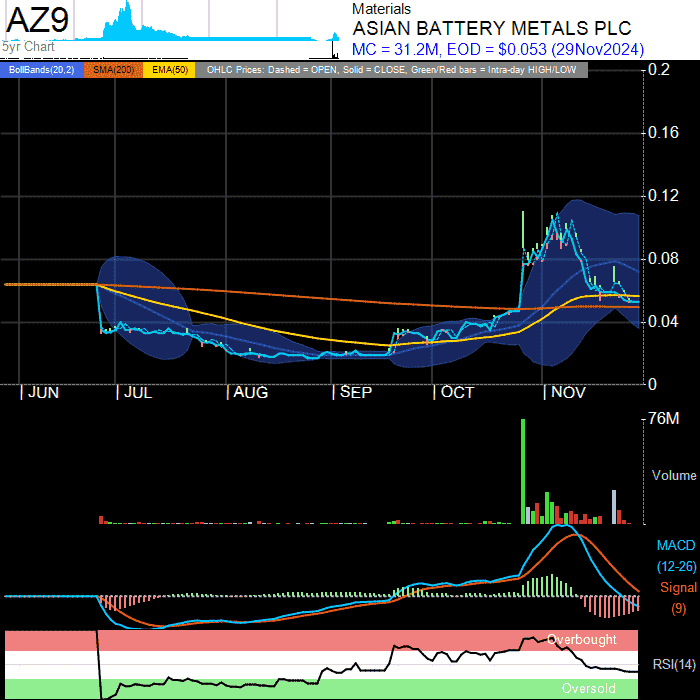 AZ9
5yr Chart
Materials
ASIAN BATTERY METALS PLC
MC = 31.2M, EOD = $0.053 (29Nov2024)
BollBands(20,2) SMA(200) EMA(50) OHLC Prices: Dashed = OPEN, Solid = CLOSE, Green/Red bars = Intra-day HIGH/LOW
0.2
0.16
0.12
0.08
0.04
0
JUN JUL AUG SEP OCT NOV
76M
Volume
MACD
(12-26)
Signal
(9)
Overbought
RSI(14)
Oversold